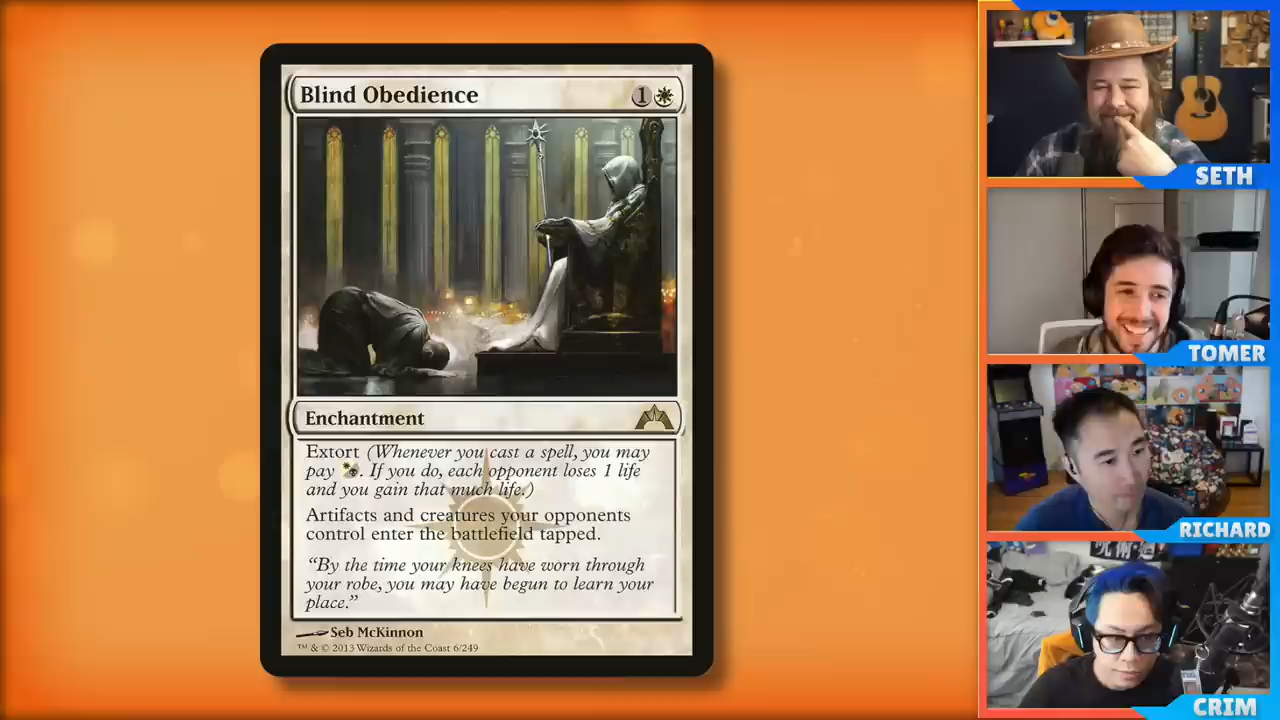 Blind Obedience 1
Enchantment
Extort (Whenever you cast a spell, you may
pay . If you do, each opponent loses 1 life
and you gain that much life.)
Artifacts and creatures your opponents
control enter the battlefield tapped.
“By the time your knees have worn through
your robe, you may have begun to learn your
place.”
Seb McKinnon
™ & © 2013 Wizards of the Coast 6/249
SETH
TOMER
RICHARD
CRIM